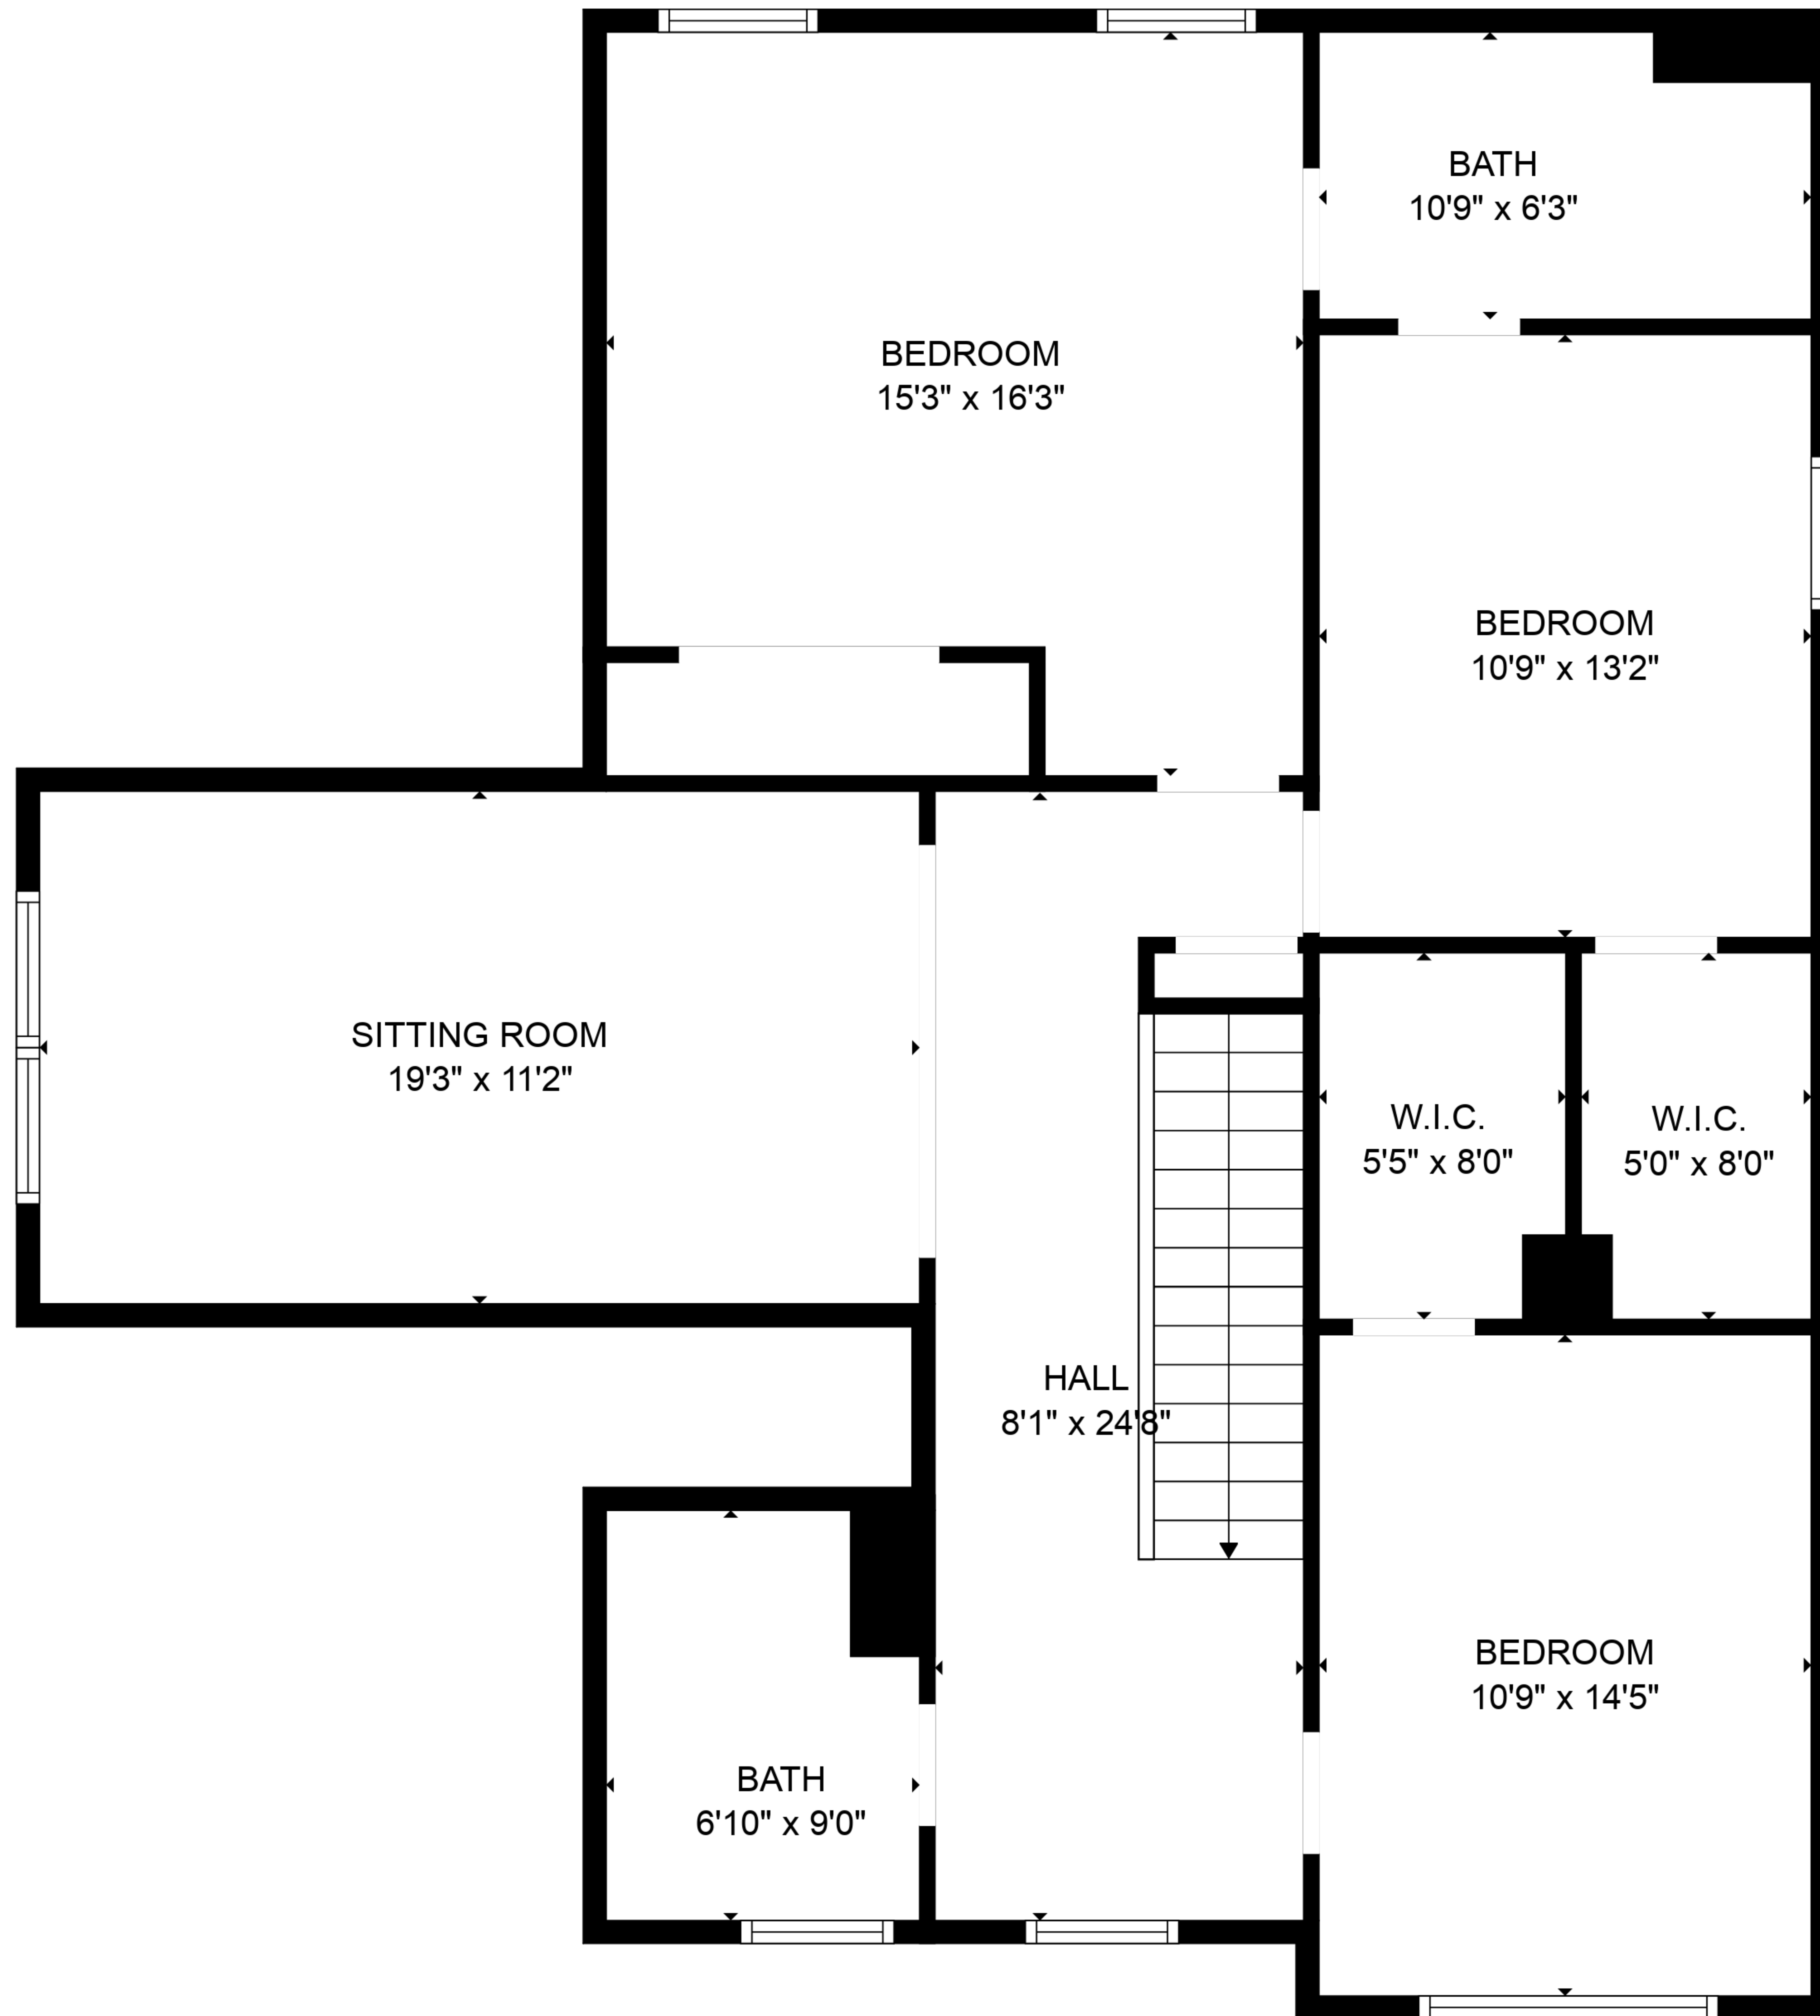 BATH
10'9" x 6'3"
BEDROOM
15'3" x 16'3"
BEDROOM
10'9" x 13'2"
SITTING ROOM
19'3" x 11'2"
W.I.C.
5'5" x 8'0"
W.I.C.
5'0" x 8'0"
HALL
8'1" x 24'8"
BEDROOM
10'9" x 14'5"
BATH
6'10" x 9'0"